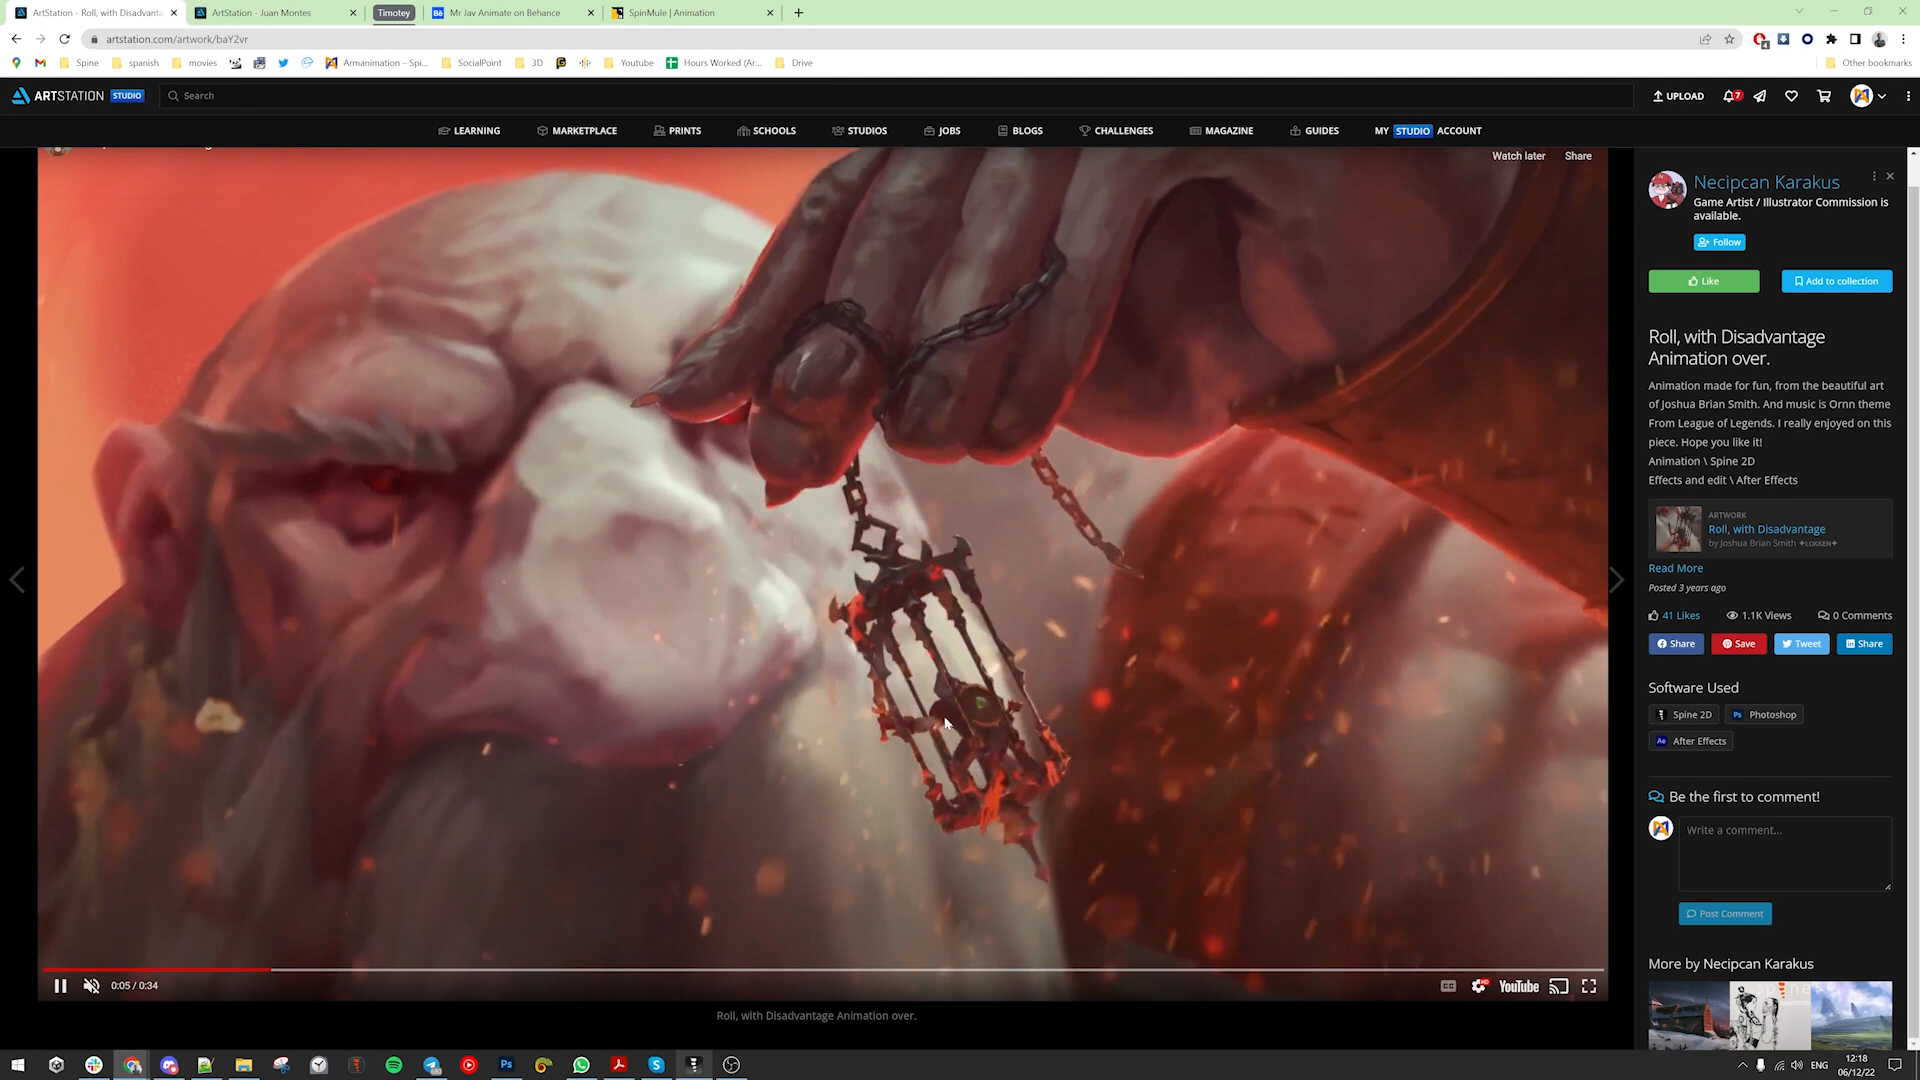 ArtStation - Roll, with Disadvanta
ArtStation - Juan Montes
Timotey
Mr Jav Animate on Behance
SpinMule | Animation
artstation.com/artwork/baY2vr
Spine
spanish
movies
Armanimation – Spi...
SocialPoint
3D
Youtube
Hours Worked (Ar...
Drive
Other bookmarks
ARTSTATION STUDIO
Search
UPLOAD
7
LEARNING
MARKETPLACE
PRINTS
SCHOOLS
STUDIOS
JOBS
BLOGS
CHALLENGES
MAGAZINE
GUIDES
MY STUDIO ACCOUNT
Watch later
Share
Necipcan Karakus
Game Artist / Illustrator Commission is
available.
Follow
Like
Add to collection
Roll, with Disadvantage
Animation over.
Animation made for fun, from the beautiful art
of Joshua Brian Smith. And music is Ornn theme
From League of Legends. I really enjoyed on this
piece. Hope you like it!
Animation \ Spine 2D
Effects and edit \ After Effects
ARTWORK
Roll, with Disadvantage
by Joshua Brian Smith ✦LOKKEN✦
Read More
Posted 3 years ago
41 Likes
1.1K Views
0 Comments
Share
Save
Tweet
Share
Software Used
Spine 2D
Ps Photoshop
Ae After Effects
Be the first to comment!
Write a comment...
Post Comment
More by Necipcan Karakus
0:05 / 0:34
CC
HD
YouTube
Roll, with Disadvantage Animation over.
Ps
ENG
12:18
06/12/22